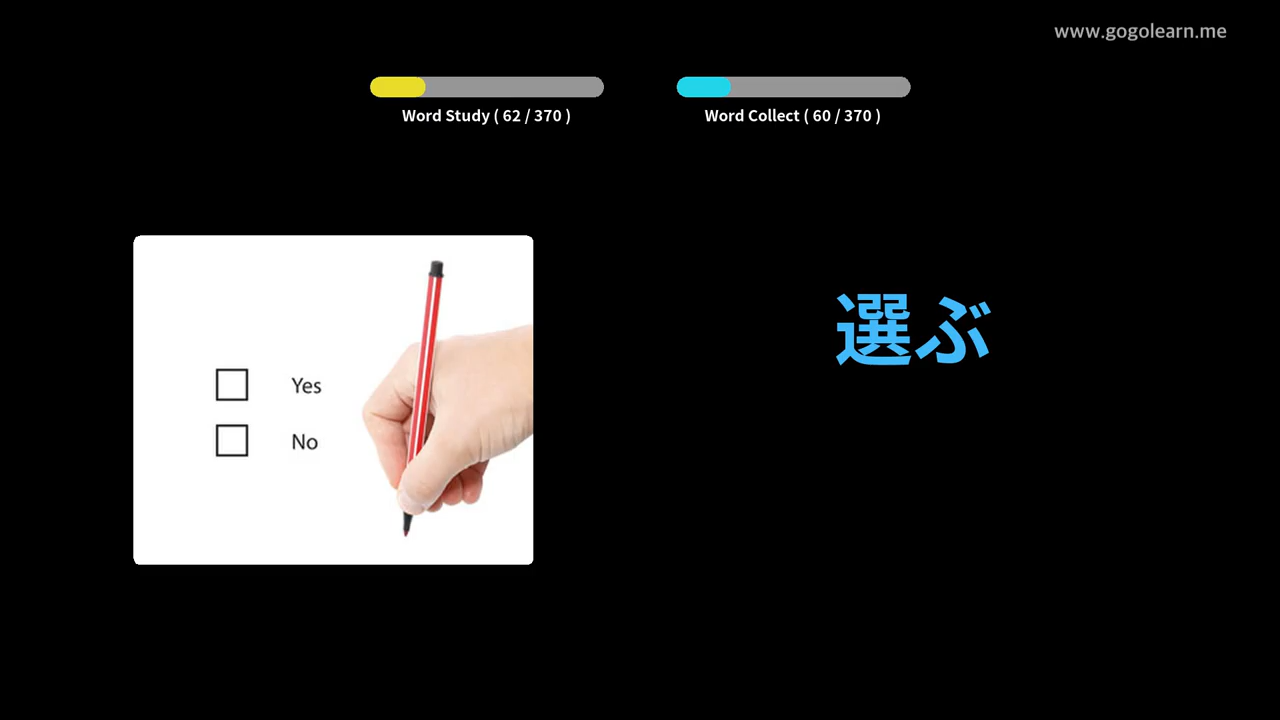 www.gogolearn.me
Word Study ( 62 / 370 )
Word Collect ( 60 / 370 )
Yes
No
選ぶ